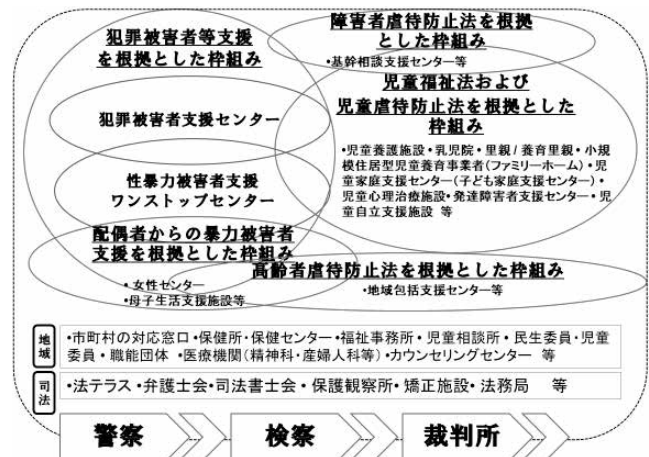 犯罪被害者等支援
を根拠とした枠組み
障害者虐待防止法を根拠
とした枠組み
・基幹相談支援センター等
児童福祉法および
児童虐待防止法を根拠とした
枠組み
・児童養護施設・乳児院・里親/養育里親・小規
模住居型児童養育事業者(ファミリーホーム)・児
童家庭支援センター(子ども家庭支援センター)・
児童心理治療施設・発達障害者支援センター・児
童自立支援施設 等
犯罪被害者支援センター
性暴力被害者支援
ワンストップセンター
配偶者からの暴力被害者
支援を根拠とした枠組み
・女性センター
・母子生活支援施設等
高齢者虐待防止法を根拠とした枠組み
・地域包括支援センター等
地域
・市町村の対応窓口・保健所・保健センター・福祉事務所・児童相談所・民生委員・児童
委員・職能団体 ・医療機関(精神科・産婦人科等)・カウンセリングセンター 等
司法
・法テラス・弁護士会・司法書士会・保護観察所・矯正施設・法務局 等
警察
検察
裁判所